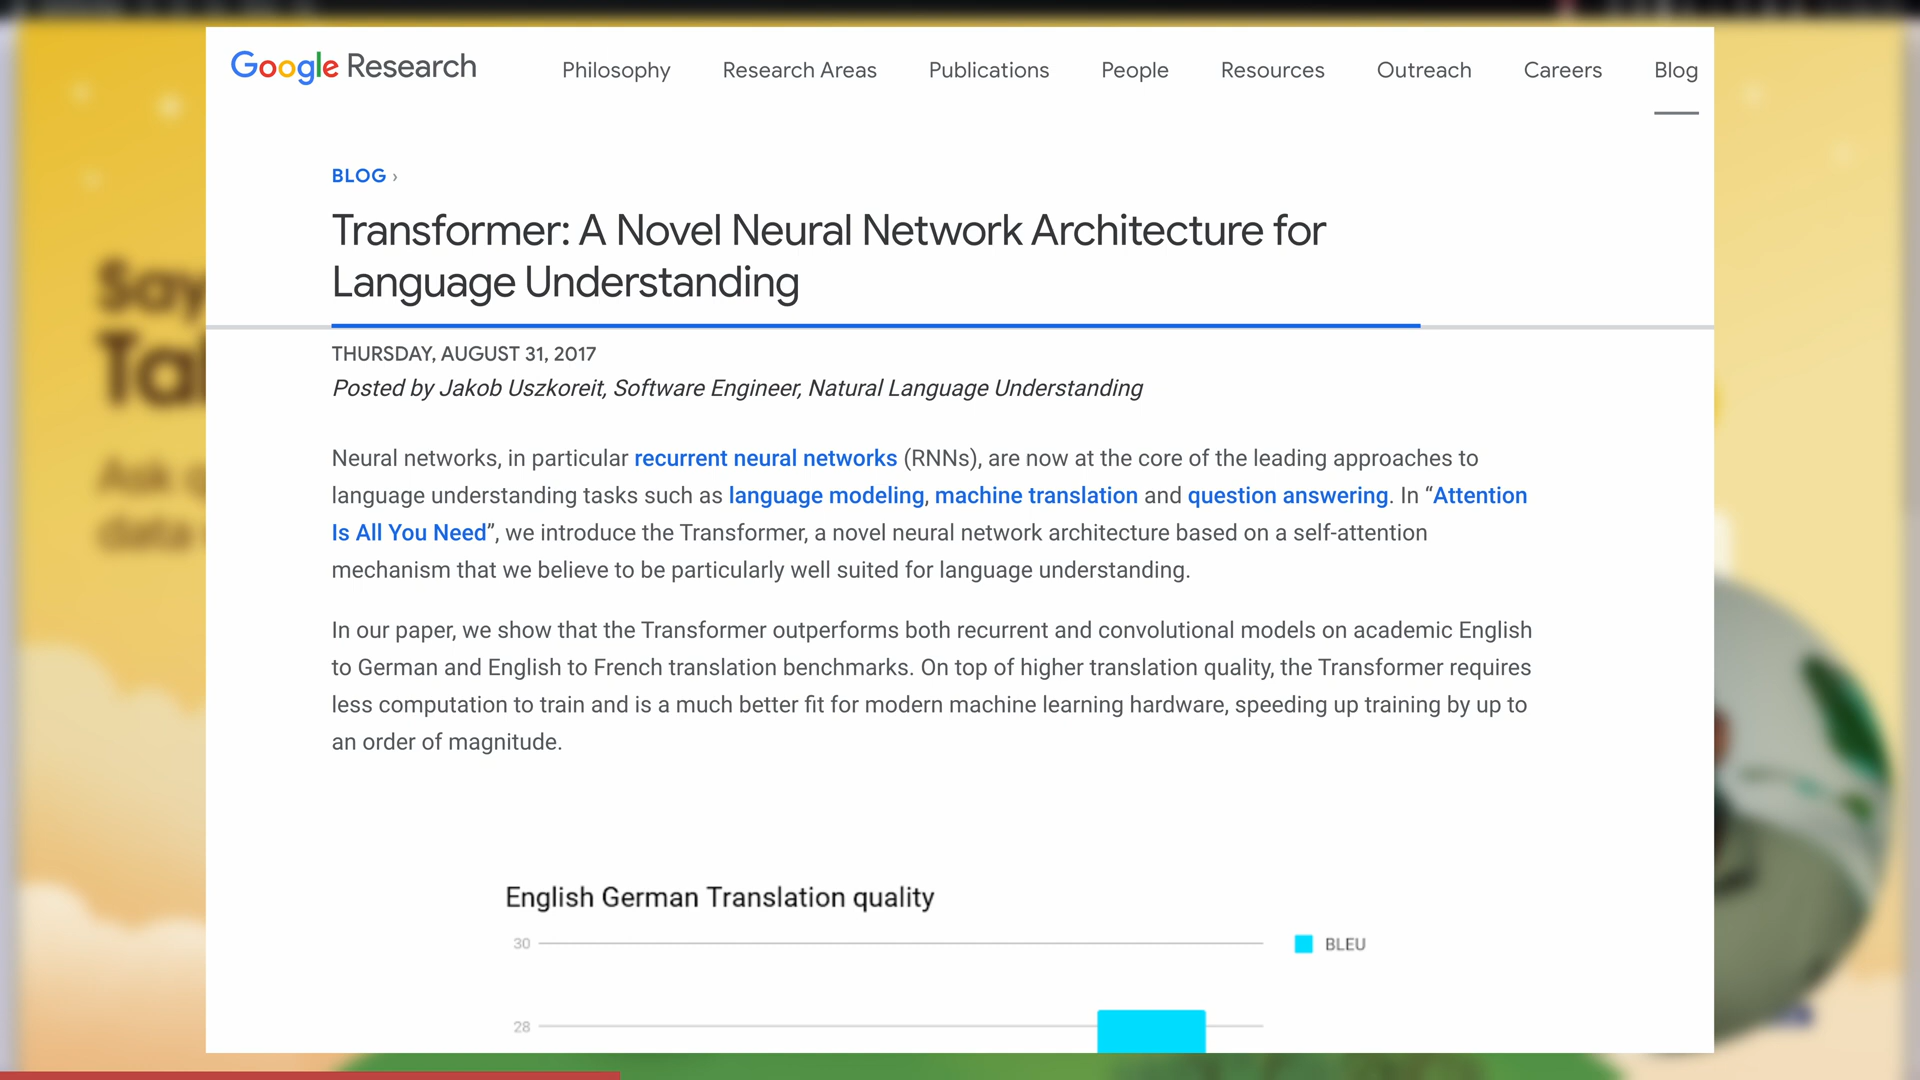 Google Research
Philosophy
Research Areas
Publications
People
Resources
Outreach
Careers
Blog
BLOG ›
Transformer: A Novel Neural Network Architecture for
Language Understanding
THURSDAY, AUGUST 31, 2017
Posted by Jakob Uszkoreit, Software Engineer, Natural Language Understanding
Neural networks, in particular recurrent neural networks (RNNs), are now at the core of the leading approaches to
language understanding tasks such as language modeling, machine translation and question answering. In “Attention
Is All You Need”, we introduce the Transformer, a novel neural network architecture based on a self-attention
mechanism that we believe to be particularly well suited for language understanding.
In our paper, we show that the Transformer outperforms both recurrent and convolutional models on academic English
to German and English to French translation benchmarks. On top of higher translation quality, the Transformer requires
less computation to train and is a much better fit for modern machine learning hardware, speeding up training by up to
an order of magnitude.
English German Translation quality
30
BLEU
28
Say
Ask
data